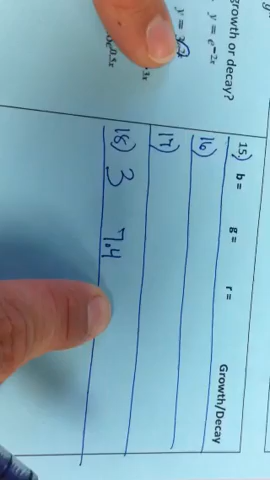 growth or decay?
y = e^-2x
15) b = g = r = Growth/Decay
16)
17)
18) 3 7.4